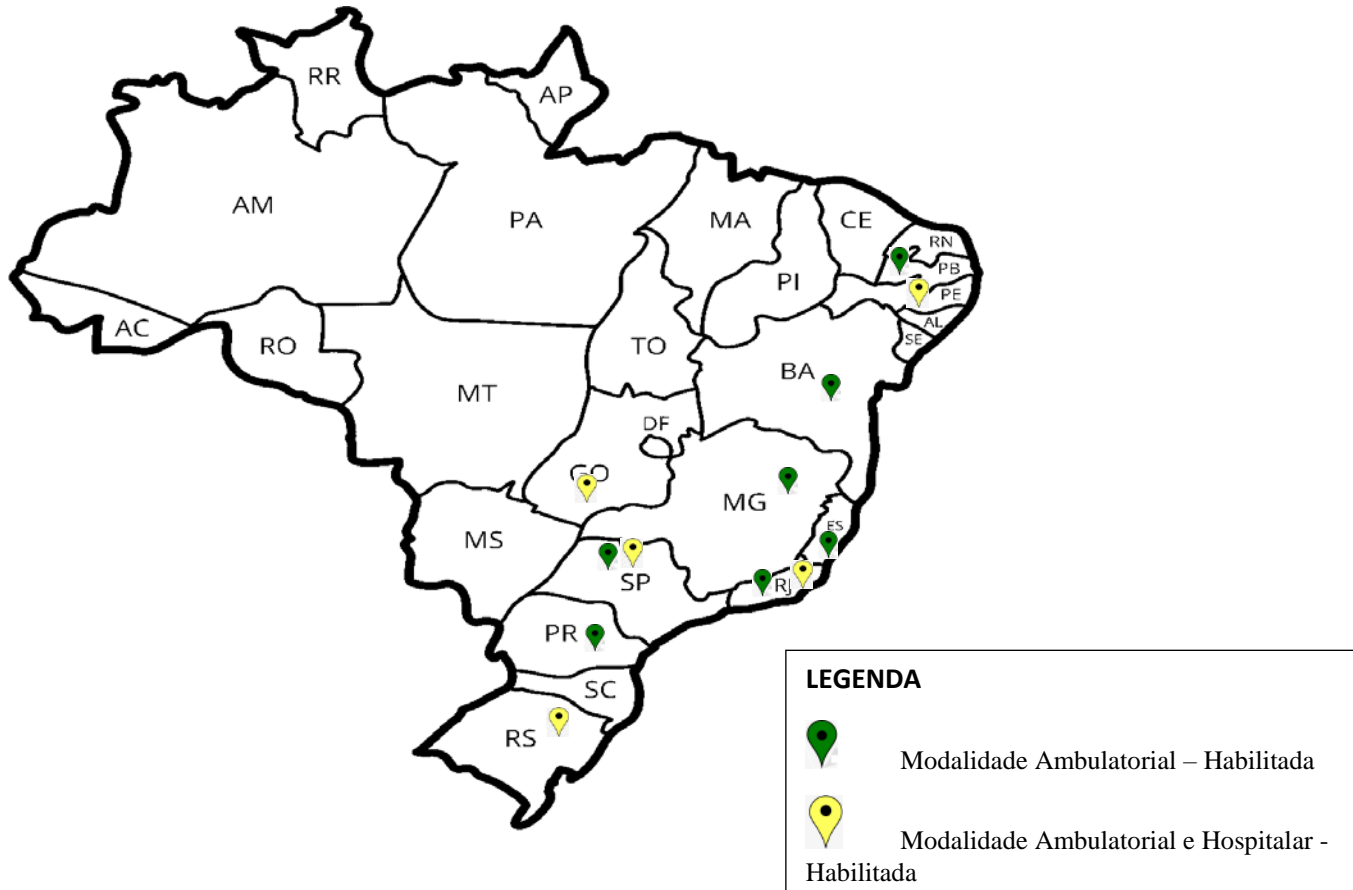 RR
AP
AM
PA
MA
CE
RN
PB
PI
PE
AL
SE
AC
RO
TO
BA
MT
DF
GO
MG
ES
MS
SP
RJ
PR
SC
RS
LEGENDA
Modalidade Ambulatorial – Habilitada
Modalidade Ambulatorial e Hospitalar -
Habilitada